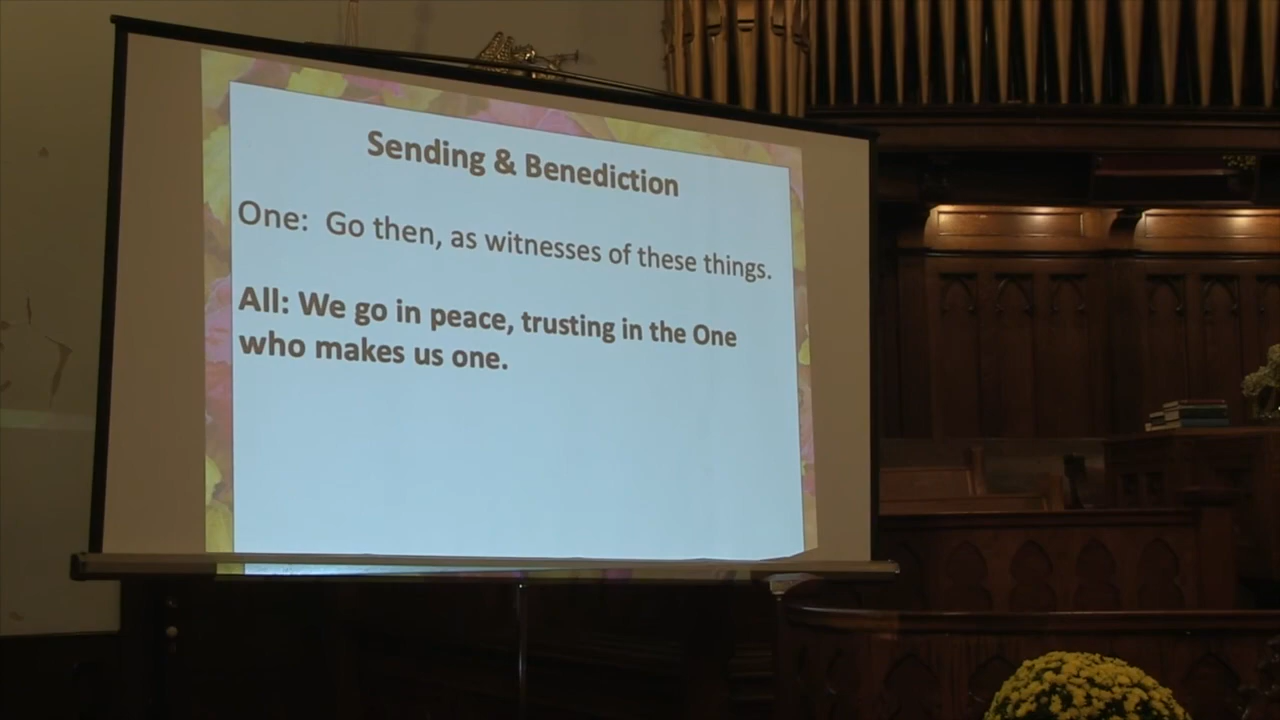 Sending & Benediction
One: Go then, as witnesses of these things.
All: We go in peace, trusting in the One
who makes us one.